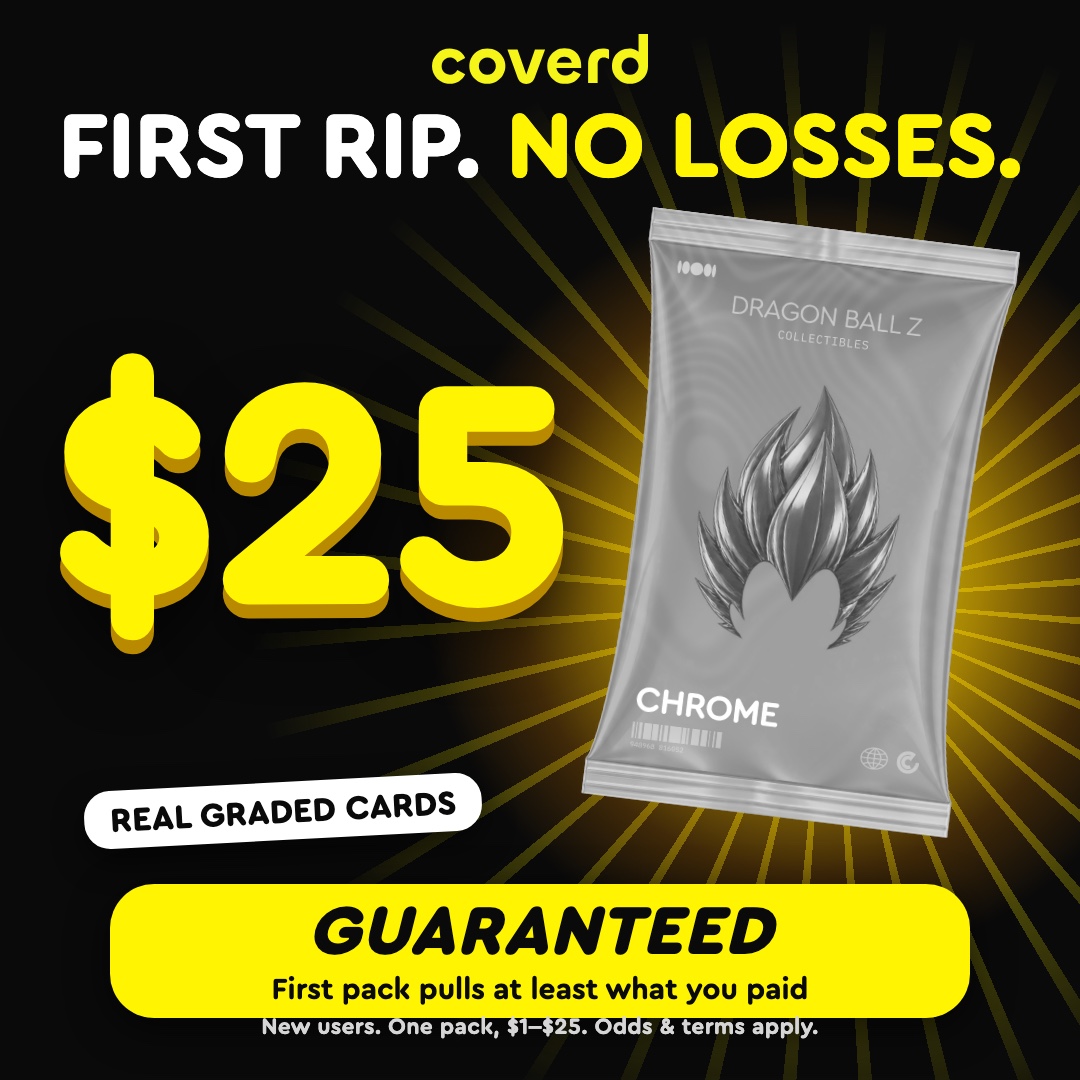 coverd
FIRST RIP. NO LOSSES.
DRAGON BALL Z
COLLECTIBLES
$25
CHROME
REAL GRADED CARDS
GUARANTEED
First pack pulls at least what you paid
New users. One pack, $1–$25. Odds & terms apply.